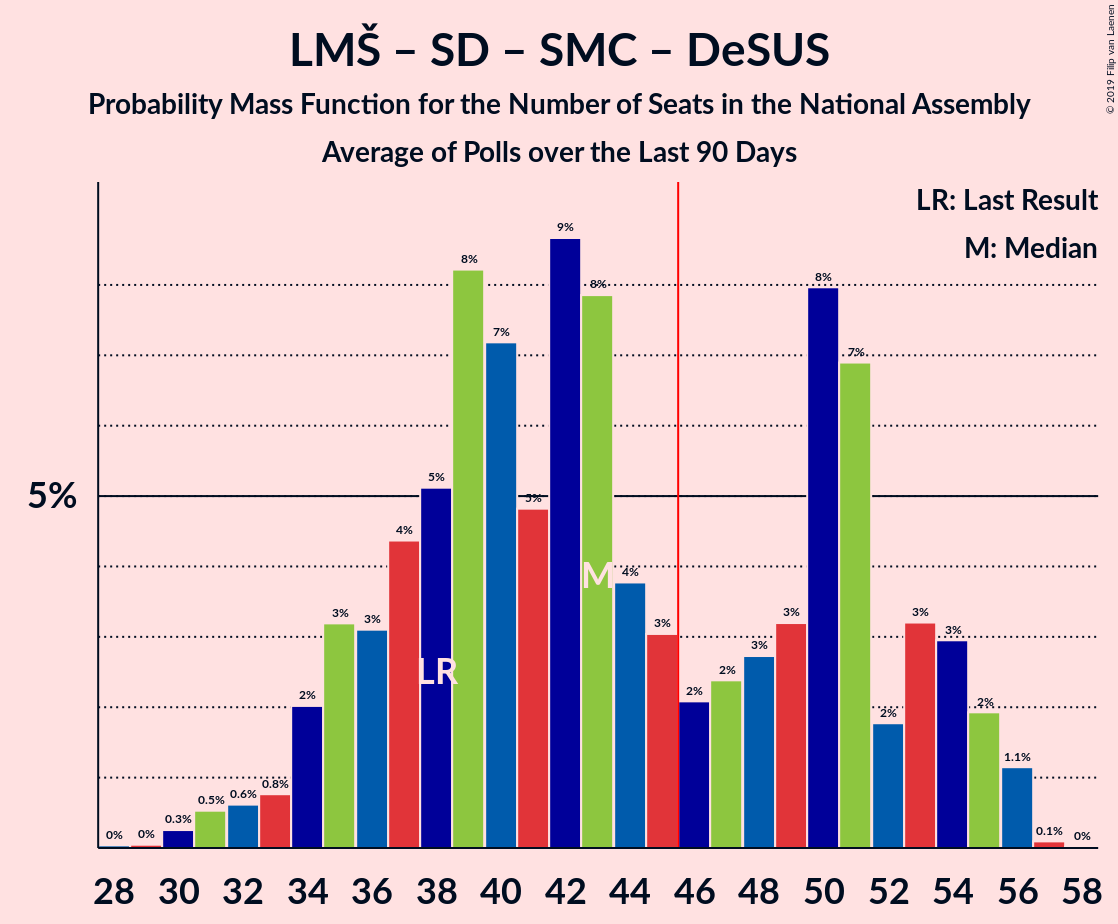 LMŠ – SD – SMC – DeSUS
Probability Mass Function for the Number of Seats in the National Assembly
Average of Polls over the Last 90 Days
© 2019 Filip van Laenen
LR: Last Result
M: Median
5%
0% 0% 0.3% 0.5% 0.6% 0.8% 2% 3% 3% 4% 5% 8% 7% 5% 9% 8% 4% 3% 2% 2% 3% 3% 8% 7% 2% 3% 3% 2% 1.1% 0.1% 0%
LR
M
28 30 32 34 36 38 40 42 44 46 48 50 52 54 56 58